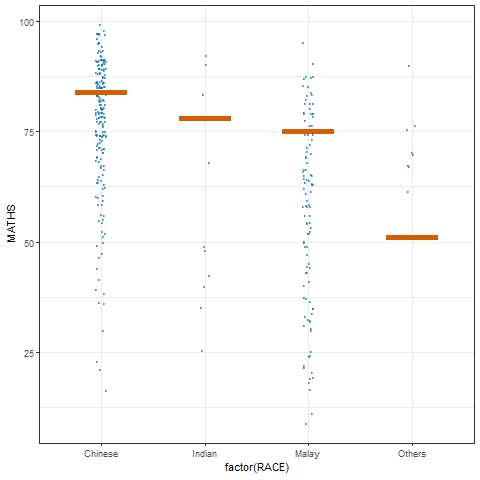 100
75
50
25
MATHS
Chinese
Indian
Malay
Others
factor(RACE)